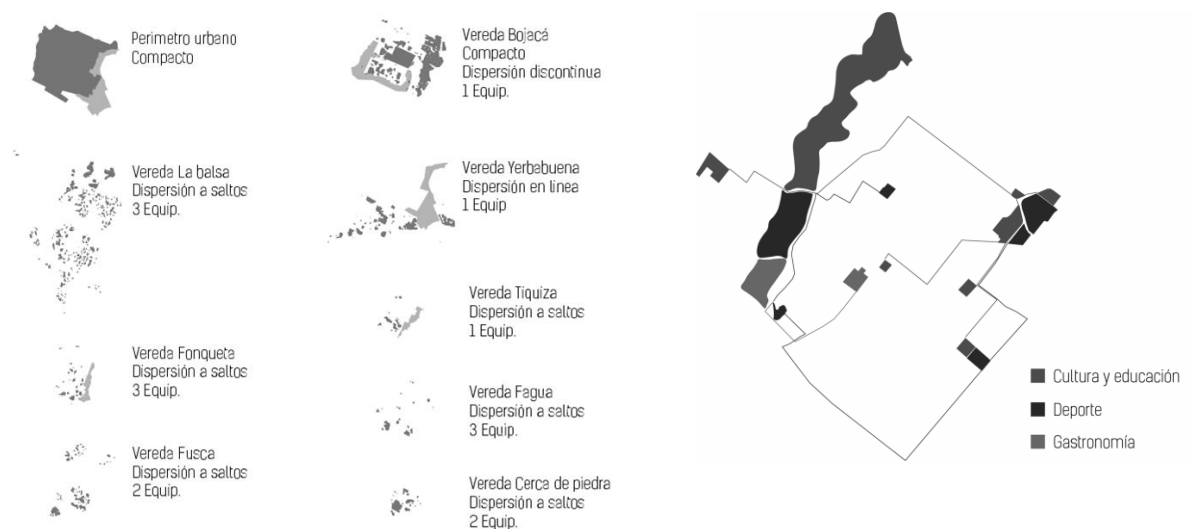 Perimetro urbano
Compacto
Vereda La balsa
Dispersión a saltos
3 Equip.
Vereda Fonqueta
Dispersión a saltos
3 Equip.
Vereda Fusca
Dispersión a saltos
2 Equip.
Vereda Bojacá
Compacto
Dispersión discontinua
1 Equip.
Vereda Yerbabuena
Dispersión en linea
1 Equip
Vereda Tiquiza
Dispersión a saltos
1 Equip.
Vereda Fagua
Dispersión a saltos
3 Equip.
Vereda Cerca de piedra
Dispersión a saltos
2 Equip.
Cultura y educación
Deporte
Gastronomía